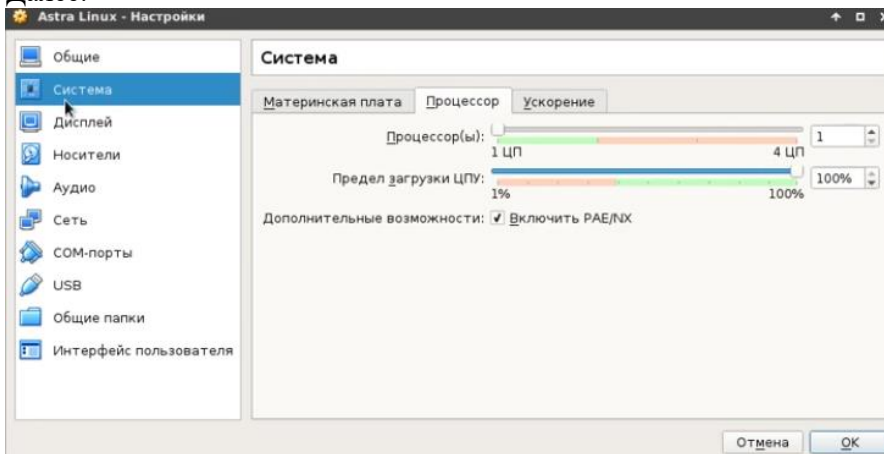 Astra Linux - Настройки
Общие
Система
Дисплей
Носители
Аудио
Сеть
COM-порты
USB
Общие папки
Интерфейс пользователя
Система
Материнская плата Процессор Ускорение
Процессор(ы): 1
1 ЦП 4 ЦП
Предел загрузки ЦПУ: 100%
1% 100%
Дополнительные возможности: Включить PAE/NX
Отмена OK